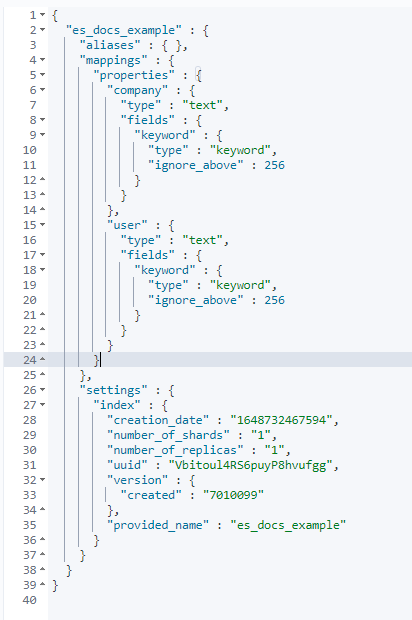 1 {
2 "es_docs_example" : {
3 "aliases" : { },
4 "mappings" : {
5 "properties" : {
6 "company" : {
7 "type" : "text",
8 "fields" : {
9 "keyword" : {
10 "type" : "keyword",
11 "ignore_above" : 256
12 }
13 }
14 },
15 "user" : {
16 "type" : "text",
17 "fields" : {
18 "keyword" : {
19 "type" : "keyword",
20 "ignore_above" : 256
21 }
22 }
23 }
24 }
25 },
26 "settings" : {
27 "index" : {
28 "creation_date" : "1648732467594",
29 "number_of_shards" : "1",
30 "number_of_replicas" : "1",
31 "uuid" : "Vbitoul4RS6puyP8hvufgg",
32 "version" : {
33 "created" : "7010099"
34 },
35 "provided_name" : "es_docs_example"
36 }
37 }
38 }
39 }
40